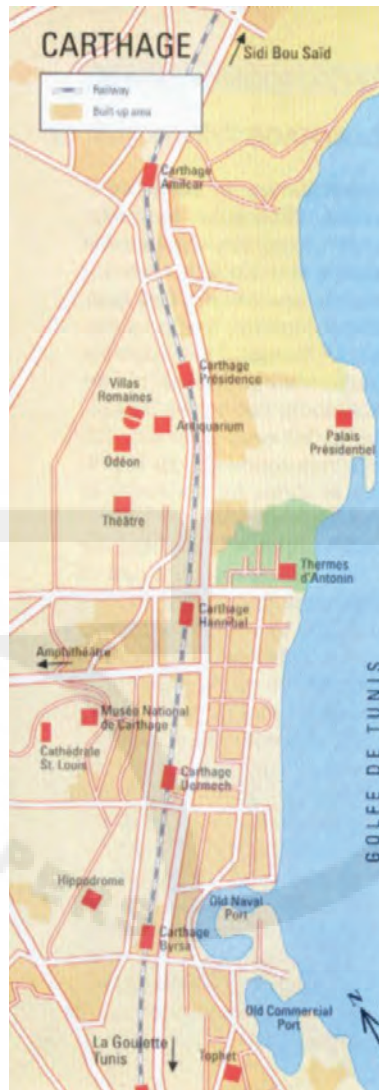 CARTHAGE
Sidi Bou Saïd
Railway
Built-up area
Carthage
Amilcar
Carthage
Présidence
Villas
Romaines
Antiquarium
Odéon
Palais
Présidentiel
Théâtre
Thermes
d'Antonin
Carthage
Hannibal
Amphithéâtre
Musée National
de Carthage
Cathédrale
St. Louis
GOLFE DE TUNIS
Carthage
Dermech
Hippodrome
Old Naval
Port
Carthage
Byrsa
Old Commercial
Port
N
La Goulette
Tunis
Tophet